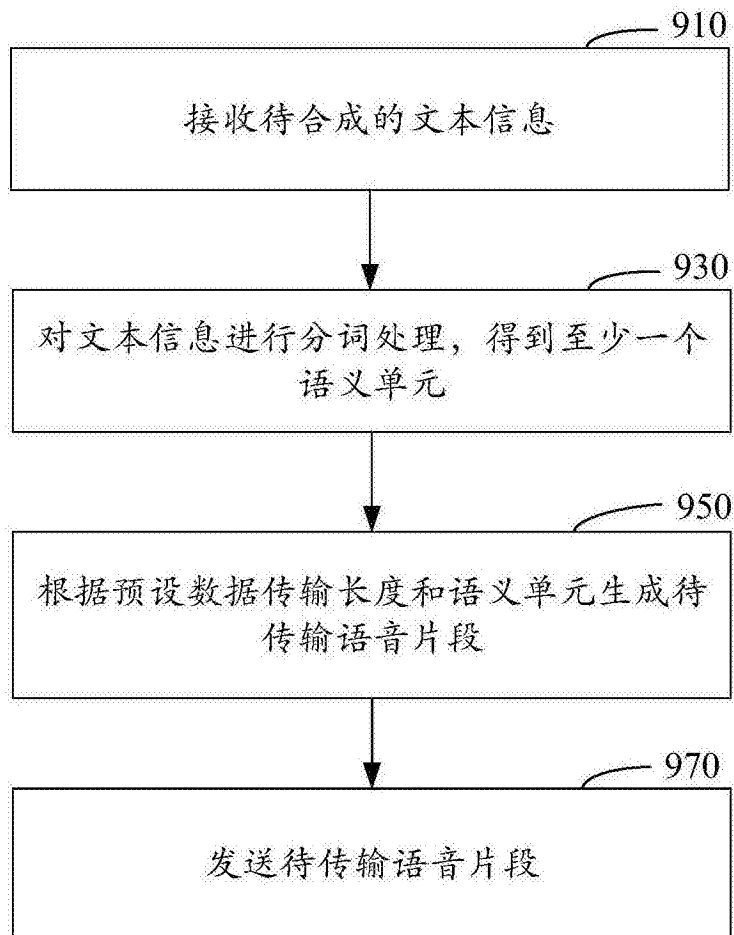 910
接收待合成的文本信息
930
对文本信息进行分词处理，得到至少一个
语义单元
950
根据预设数据传输长度和语义单元生成待
传输语音片段
970
发送待传输语音片段